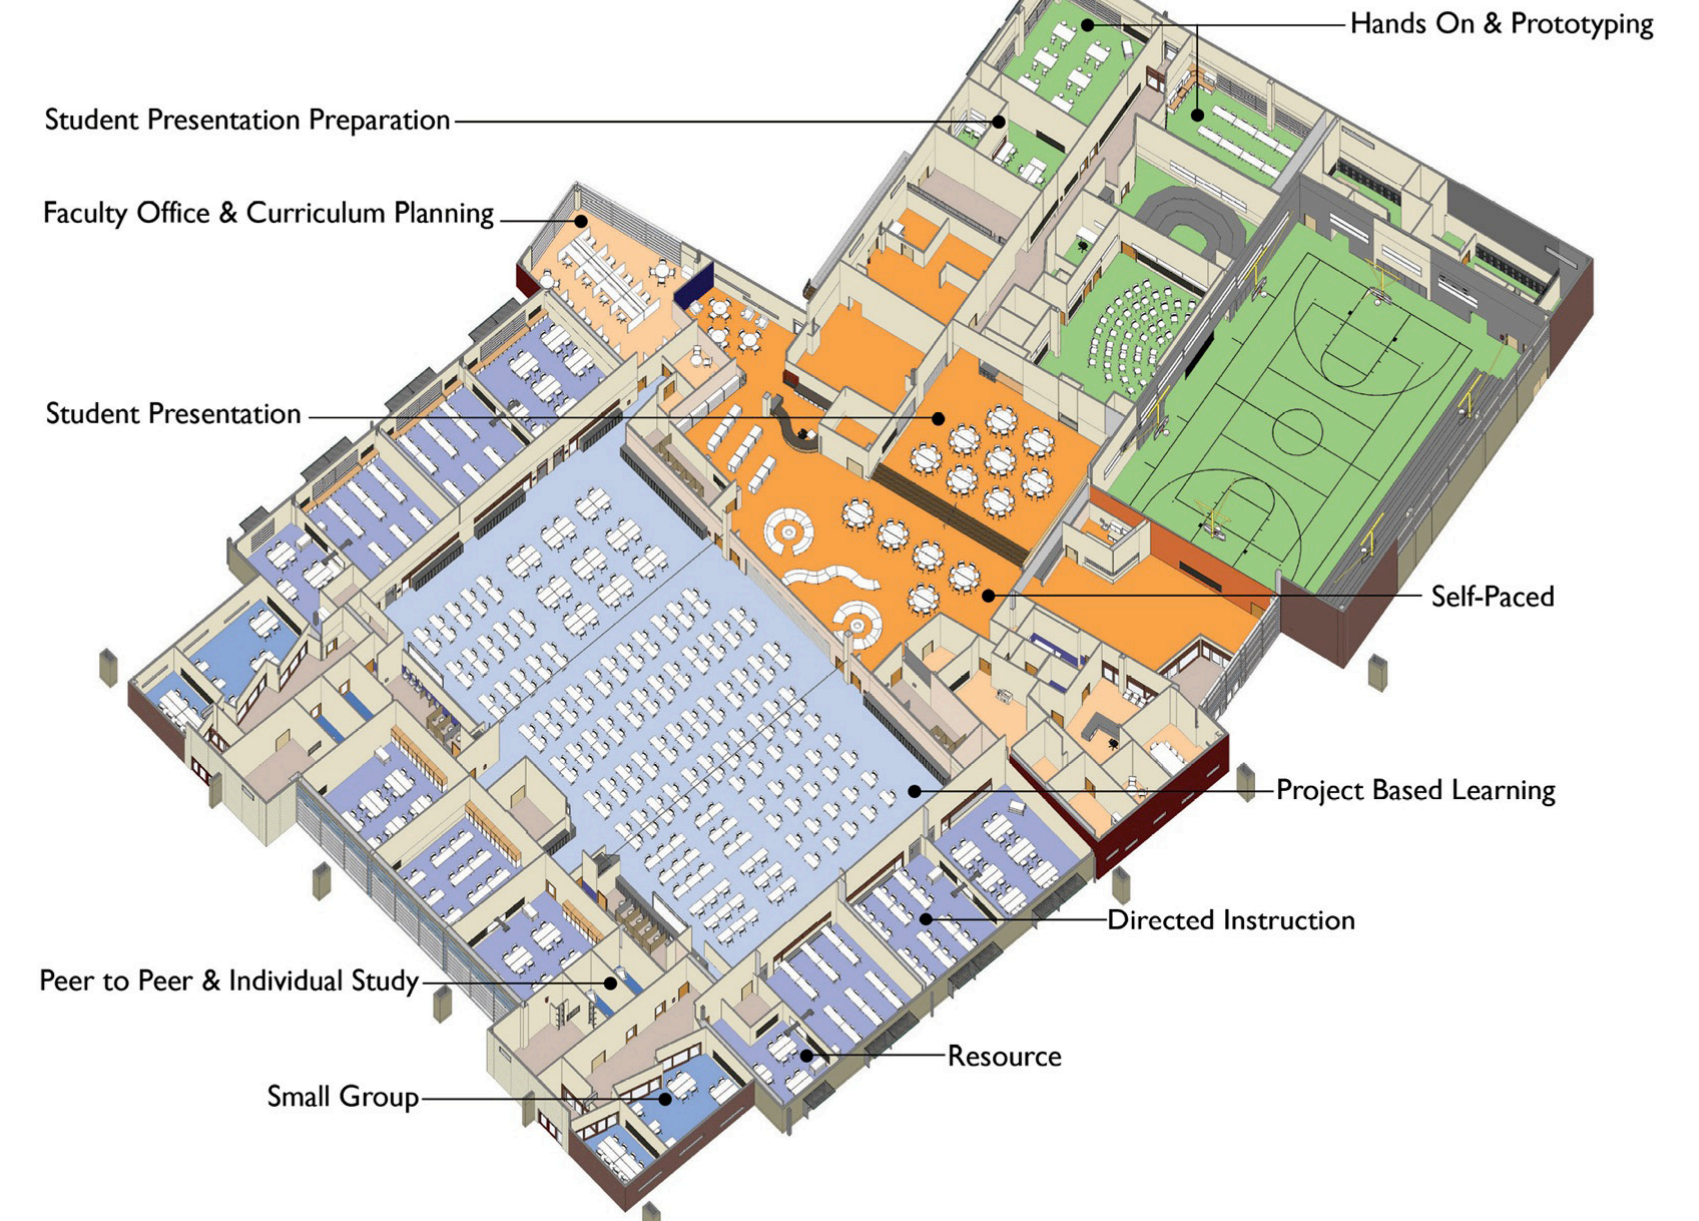 Hands On & Prototyping
Student Presentation Preparation
Faculty Office & Curriculum Planning
Student Presentation
Self-Paced
Project Based Learning
Directed Instruction
Peer to Peer & Individual Study
Resource
Small Group